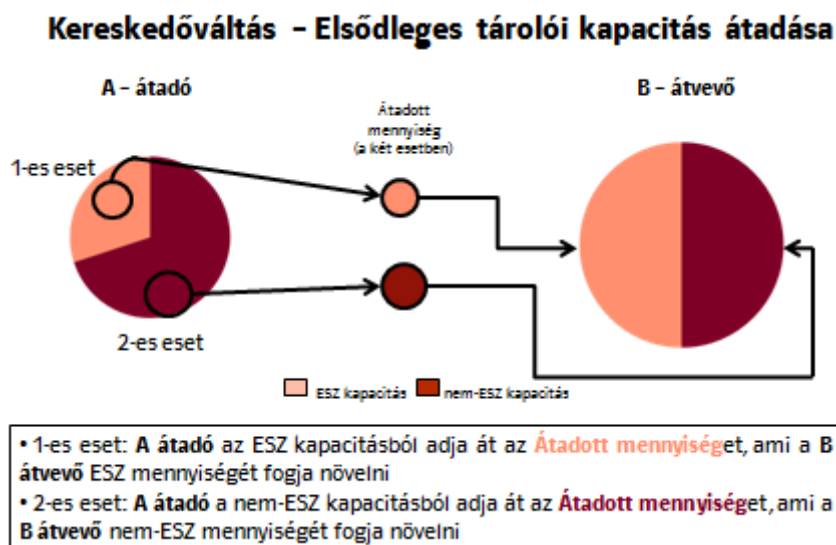 Kereskedőváltás – Elsődleges tárolói kapacitás átadása
A – átadó
Átadott
mennyiség
(a két esetben)
B – átvevő
1-es eset
2-es eset
ESZ kapacitás
nem-ESZ kapacitás
• 1-es eset: A átadó az ESZ kapacitásból adja át az Átadott mennyiséget, ami a B
átvevő ESZ mennyiségét fogja növelni
• 2-es eset: A átadó a nem-ESZ kapacitásból adja át az Átadott mennyiséget, ami a
B átvevő nem-ESZ mennyiségét fogja növelni